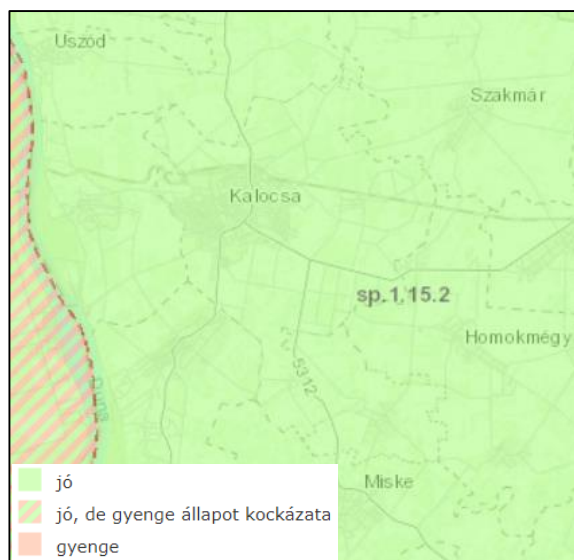 Uszód
Szakmár
Kalocsa
sp.1.15.2
Homokmégy
5312
Duna
Miske
jó
jó, de gyenge állapot kockázata
gyenge